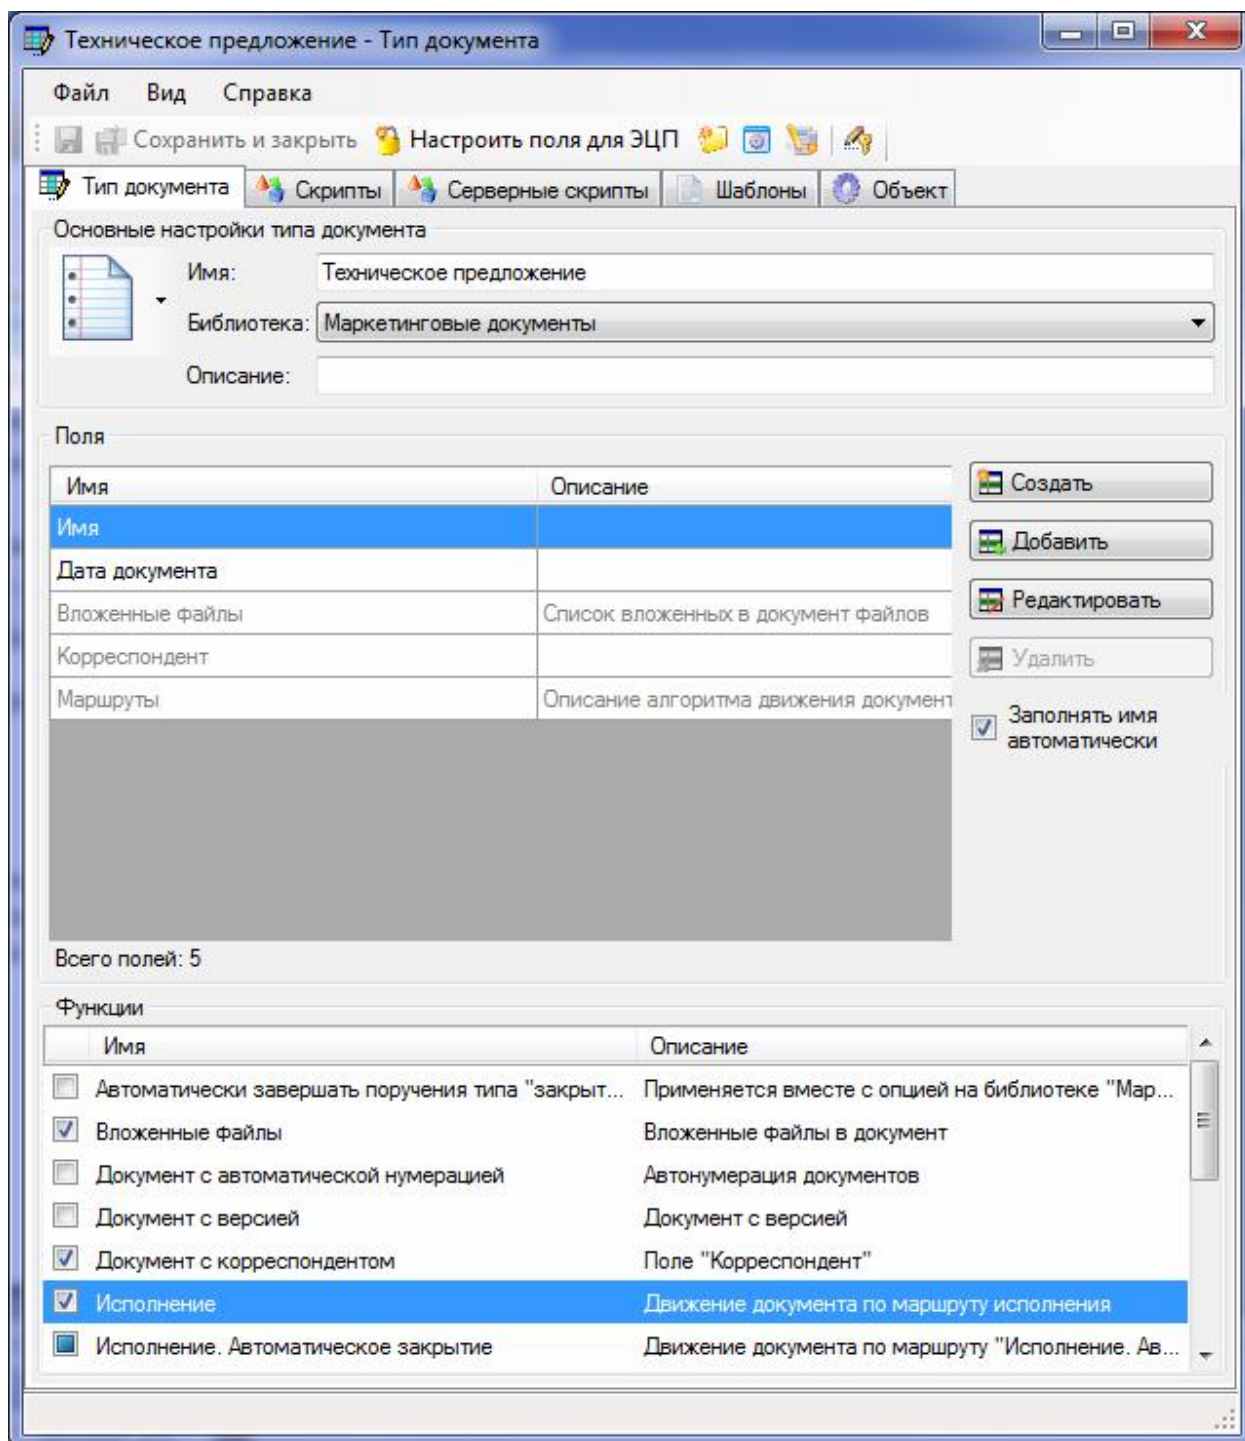 Техническое предложение - Тип документа
Файл Вид Справка
Сохранить и закрыть Настроить поля для ЭЦП
Тип документа Скрипты Серверные скрипты Шаблоны Объект
Основные настройки типа документа
Имя: Техническое предложение
Библиотека: Маркетинговые документы
Описание:
Поля
Имя Описание
Имя
Дата документа
Вложенные файлы Список вложенных в документ файлов
Корреспондент
Маршруты Описание алгоритма движения документ
Создать
Добавить
Редактировать
Удалить
Заполнять имя
автоматически
Всего полей: 5
Функции
Имя Описание
Автоматически завершать поручения типа "закрыт... Применяется вместе с опцией на библиотеке "Мар...
Вложенные файлы Вложенные файлы в документ
Документ с автоматической нумерацией Автонумерация документов
Документ с версией Документ с версией
Документ с корреспондентом Поле "Корреспондент"
Исполнение Движение документа по маршруту исполнения
Исполнение. Автоматическое закрытие Движение документа по маршруту "Исполнение. Ав...